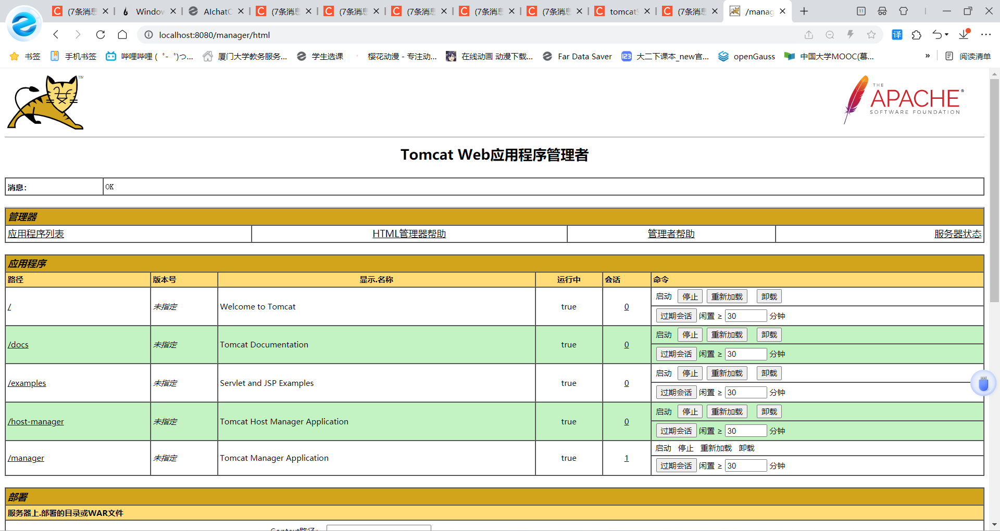 (7条消息
Window
AIchatC
(7条消息
(7条消息
(7条消息
(7条消息
(7条消息
tomcat
(7条消息
/manag
11
localhost:8080/manager/html
译
书签
手机书签
哔哩哔哩 (゜-゜)つ...
厦门大学教务服务...
学生选课
樱花动漫 - 专注动...
在线动画 动漫下载...
Far Data Saver
123
大二下课本_new官...
openGauss
中国大学MOOC(慕...
»
阅读清单
TM
THE
APACHE®
SOFTWARE FOUNDATION
Tomcat Web应用程序管理者
消息: OK
管理器
应用程序列表 HTML管理器帮助 管理者帮助 服务器状态
应用程序
路径 版本号 显示.名称 运行中 会话 命令
/ 未指定 Welcome to Tomcat true 0 启动 停止 重新加载 卸载
过期会话 闲置 ≥ 30 分钟
/docs 未指定 Tomcat Documentation true 0 启动 停止 重新加载 卸载
过期会话 闲置 ≥ 30 分钟
/examples 未指定 Servlet and JSP Examples true 0 启动 停止 重新加载 卸载
过期会话 闲置 ≥ 30 分钟
/host-manager 未指定 Tomcat Host Manager Application true 0 启动 停止 重新加载 卸载
过期会话 闲置 ≥ 30 分钟
/manager 未指定 Tomcat Manager Application true 1 启动 停止 重新加载 卸载
过期会话 闲置 ≥ 30 分钟
部署
服务器上.部署的目录或WAR文件
Context路径: